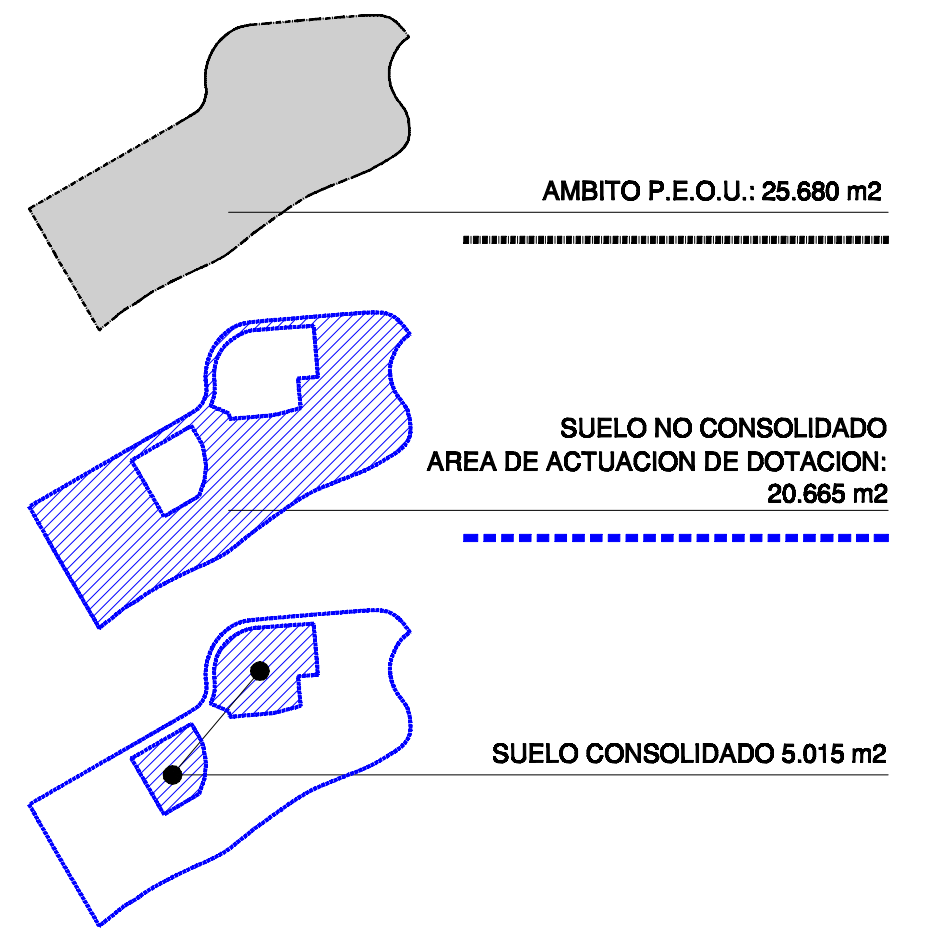 AMBITO P.E.O.U.: 25.680 m2
SUELO NO CONSOLIDADO
AREA DE ACTUACION DE DOTACION:
20.665 m2
SUELO CONSOLIDADO 5.015 m2